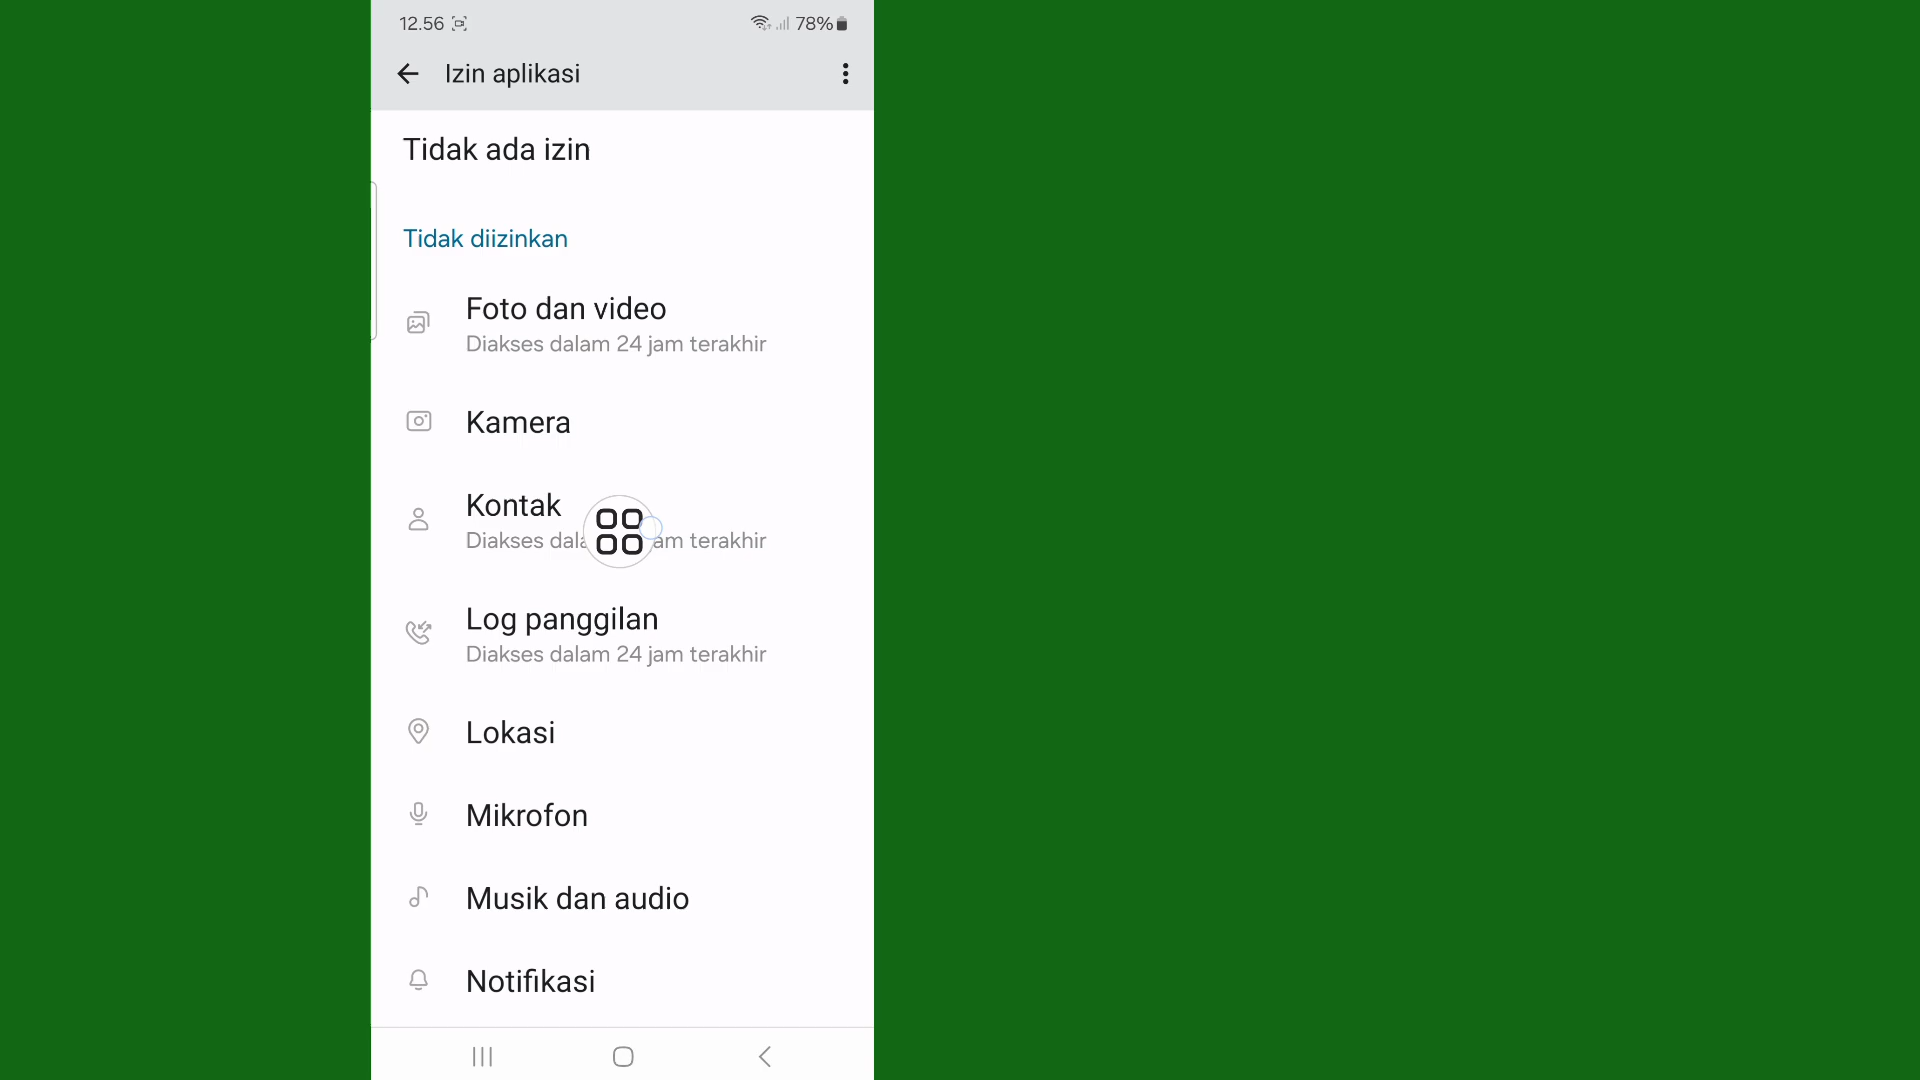 12.56
78%
Izin aplikasi
Tidak ada izin
Tidak diizinkan
Foto dan video
Diakses dalam 24 jam terakhir
Kamera
Kontak
Diakses dala am terakhir
Log panggilan
Diakses dalam 24 jam terakhir
Lokasi
Mikrofon
Musik dan audio
Notifikasi